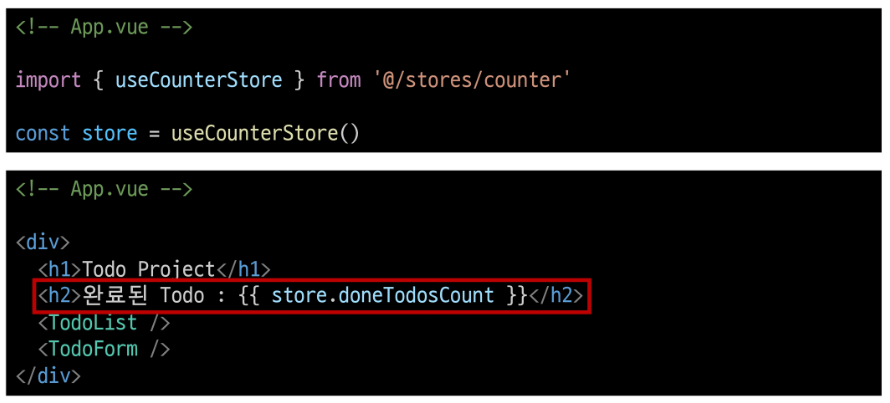 <!-- App.vue -->
import { useCounterStore } from '@/stores/counter'
const store = useCounterStore()
<!-- App.vue -->
<div>
<h1>Todo Project</h1>
<h2>완료된 Todo : {{ store.doneTodosCount }}</h2>
<TodoList />
<TodoForm />
</div>